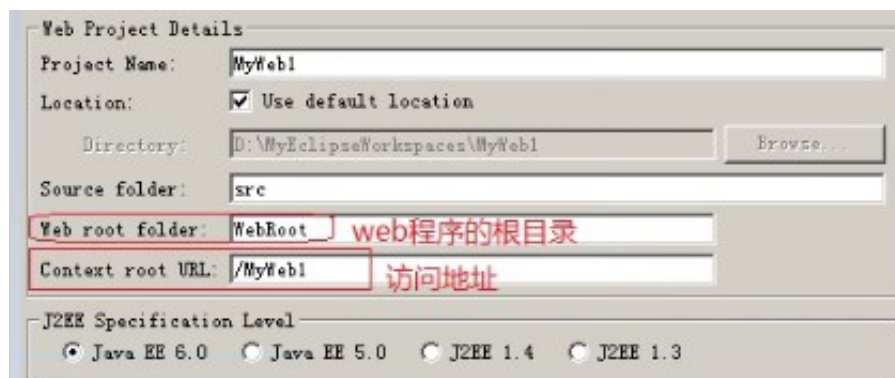 Web Project Details
Project Name: MyWeb1
Location: Use default location
Directory: D:\MyEclipseWorkspaces\MyWeb1 Browse...
Source folder: src
Web root folder: WebRoot web程序的根目录
Context root URL: /MyWeb1 访问地址
J2EE Specification Level
Java EE 6.0 Java EE 5.0 J2EE 1.4 J2EE 1.3